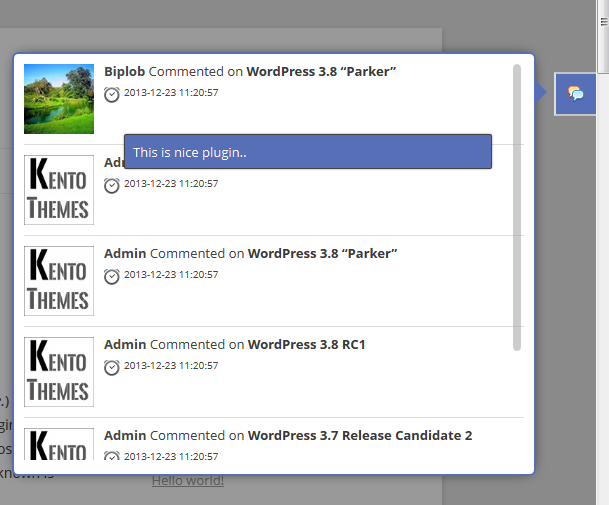 Biplob Commented on WordPress 3.8 “Parker”
2013-12-23 11:20:57
This is nice plugin..
KENTO
THEMES
2013-12-23 11:20:57
Admin Commented on WordPress 3.8 “Parker”
KENTO
THEMES
2013-12-23 11:20:57
Admin Commented on WordPress 3.8 RC1
KENTO
THEMES
2013-12-23 11:20:57
Admin Commented on WordPress 3.7 Release Candidate 2
KENTO
2013-12-23 11:20:57
Hello world!